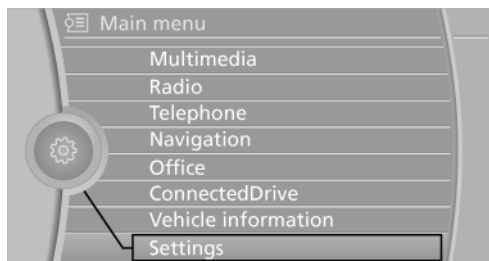 Main menu
Multimedia
Radio
Telephone
Navigation
Office
ConnectedDrive
Vehicle information
Settings